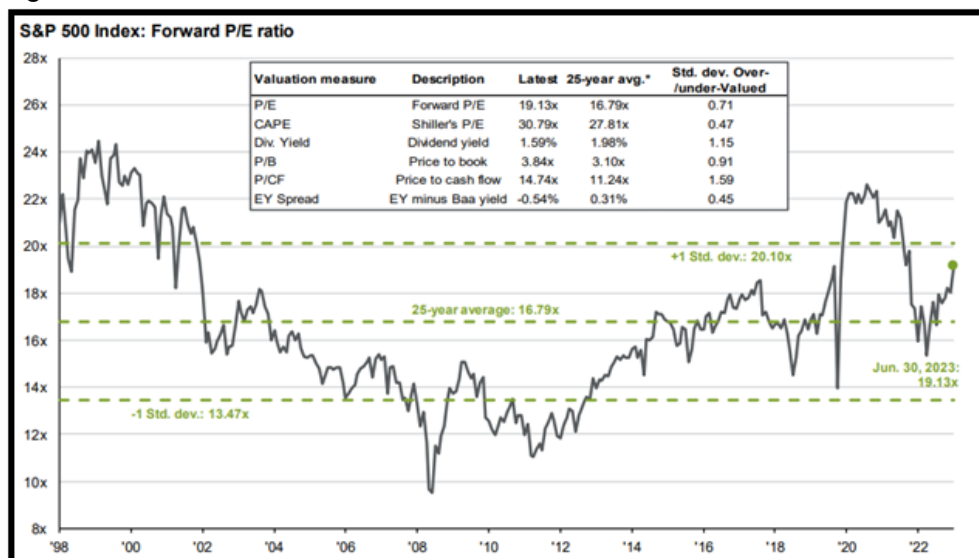 S&P 500 Index: Forward P/E ratio
28x
Valuation measure Description Latest 25-year avg.* Std. dev. Over-
/under-Valued
P/E Forward P/E 19.13x 16.79x 0.71
CAPE Shiller's P/E 30.79x 27.81x 0.47
Div. Yield Dividend yield 1.59% 1.98% 1.15
P/B Price to book 3.84x 3.10x 0.91
P/CF Price to cash flow 14.74x 11.24x 1.59
EY Spread EY minus Baa yield -0.54% 0.31% 0.45
26x
24x
22x
20x
+1 Std. dev.: 20.10x
18x
25-year average: 16.79x
16x
Jun. 30, 2023:
19.13x
14x
-1 Std. dev.: 13.47x
12x
10x
8x
'98 '00 '02 '04 '06 '08 '10 '12 '14 '16 '18 '20 '22